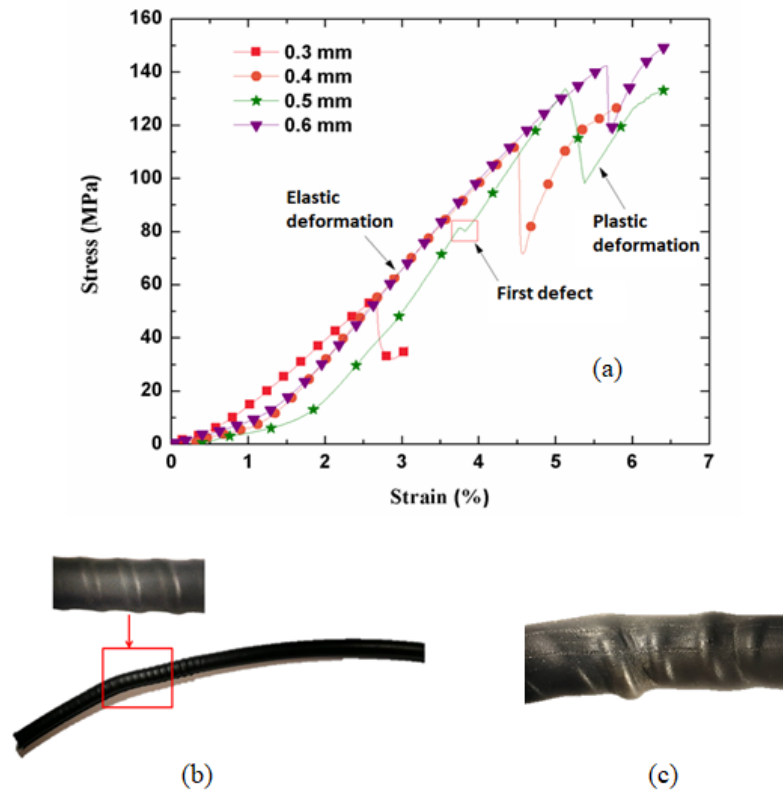 160
140
120
100
80
60
40
20
0
Stress (MPa)
0.3 mm
0.4 mm
0.5 mm
0.6 mm
Elastic
deformation
Plastic
deformation
First defect
(a)
0 1 2 3 4 5 6 7
Strain (%)
(b)
(c)